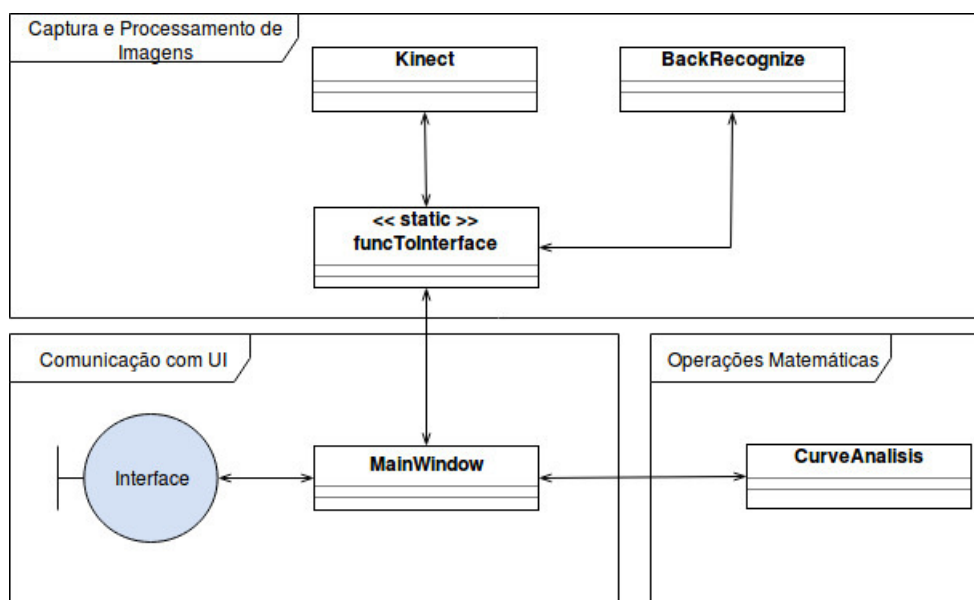 Captura e Processamento de
Imagens
Kinect
BackRecognize
<< static >>
funcToInterface
Comunicação com UI
Operações Matemáticas
Interface
MainWindow
CurveAnalisis